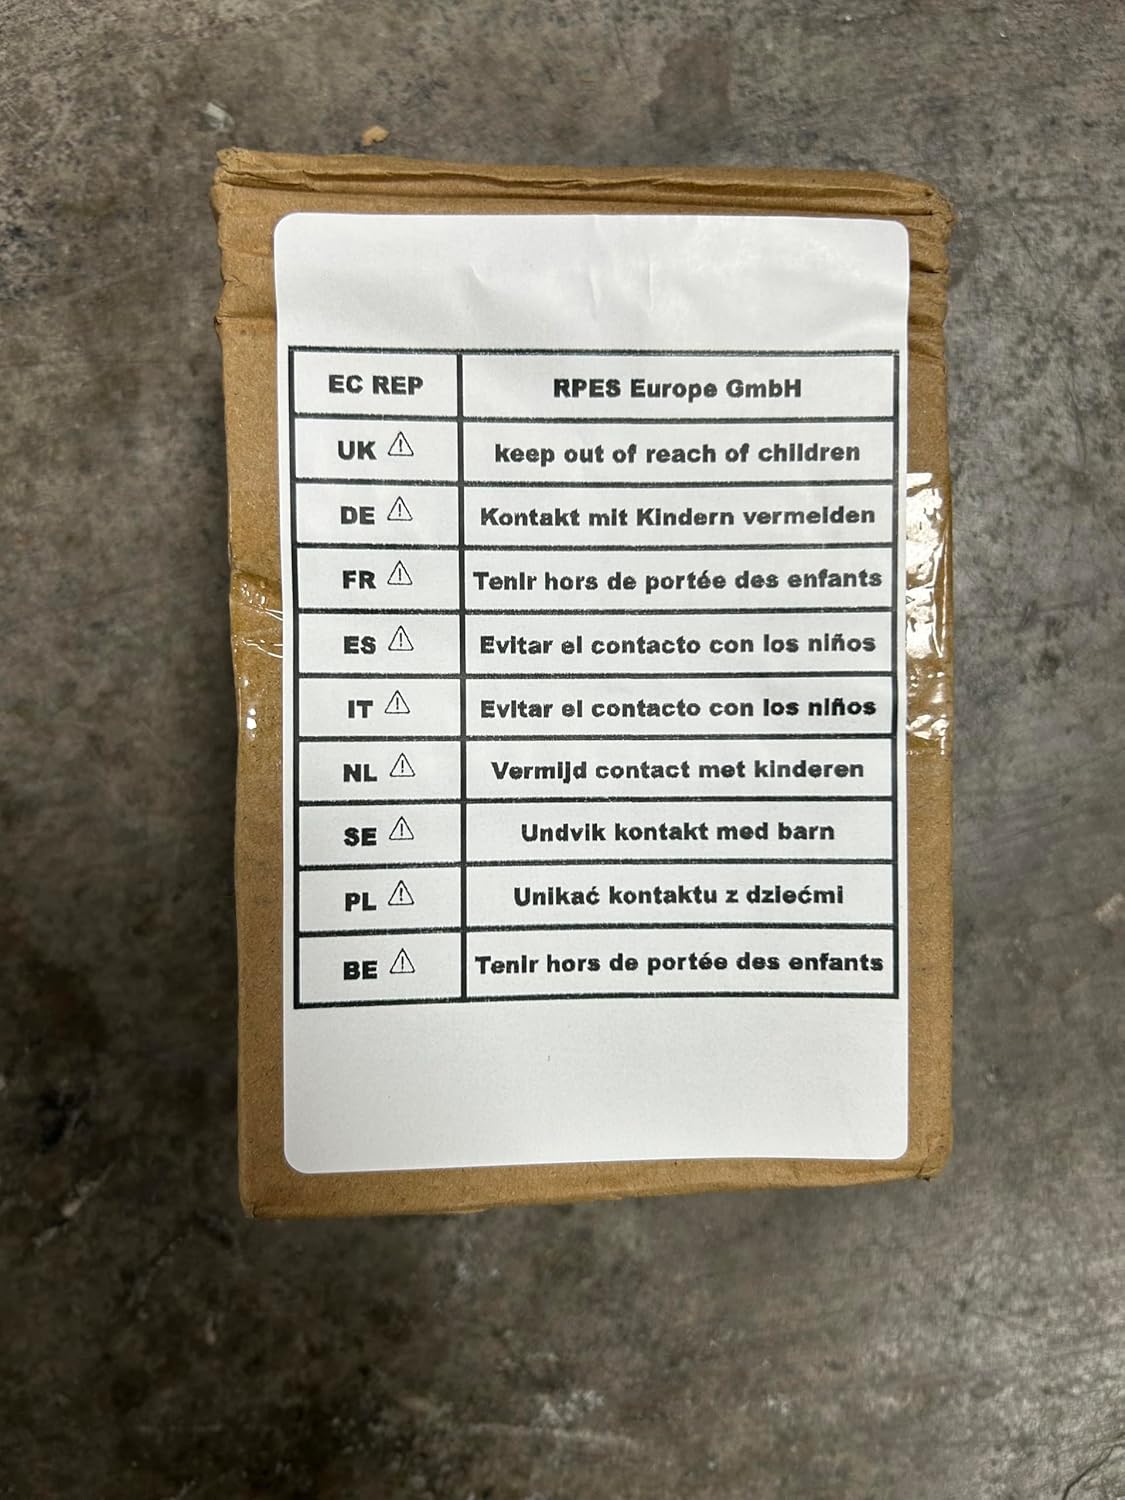 EC REP RPES Europe GmbH
UK ⚠ keep out of reach of children
DE ⚠ Kontakt mit Kindern vermeiden
FR ⚠ Tenir hors de portée des enfants
ES ⚠ Evitar el contacto con los niños
IT ⚠ Evitar el contacto con los niños
NL ⚠ Vermijd contact met kinderen
SE ⚠ Undvik kontakt med barn
PL ⚠ Unikać kontaktu z dziećmi
BE ⚠ Tenir hors de portée des enfants